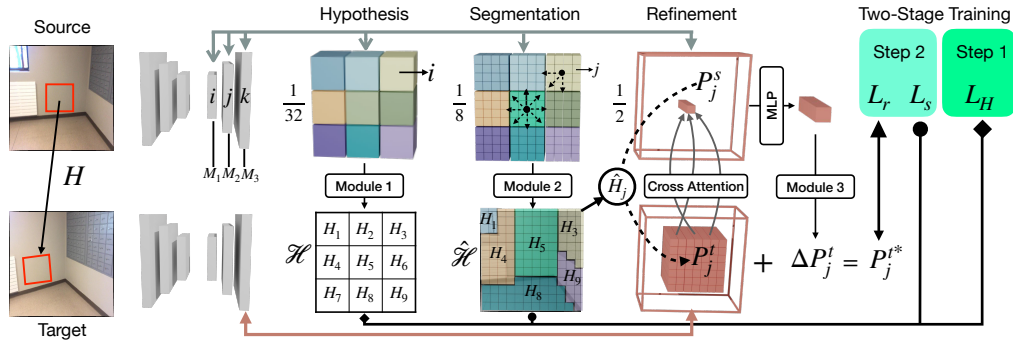 Source
Hypothesis
Segmentation
Refinement
Two-Stage Training
Step 2
Step 1
L_r
L_s
L_H
i
j
k
M_1
M_2
M_3
1/32
i
1/8
j
1/2
P_j^s
MLP
H
Module 1
Module 2
Ĥ_j
Cross Attention
Module 3
ℋ
H_1 H_2 H_3
H_4 H_5 H_6
H_7 H_8 H_9
ℋ̂
H_1
H_3
H_4
H_5
H_9
H_8
P_j^t
+ ΔP_j^t = P_j^{t*}
Target